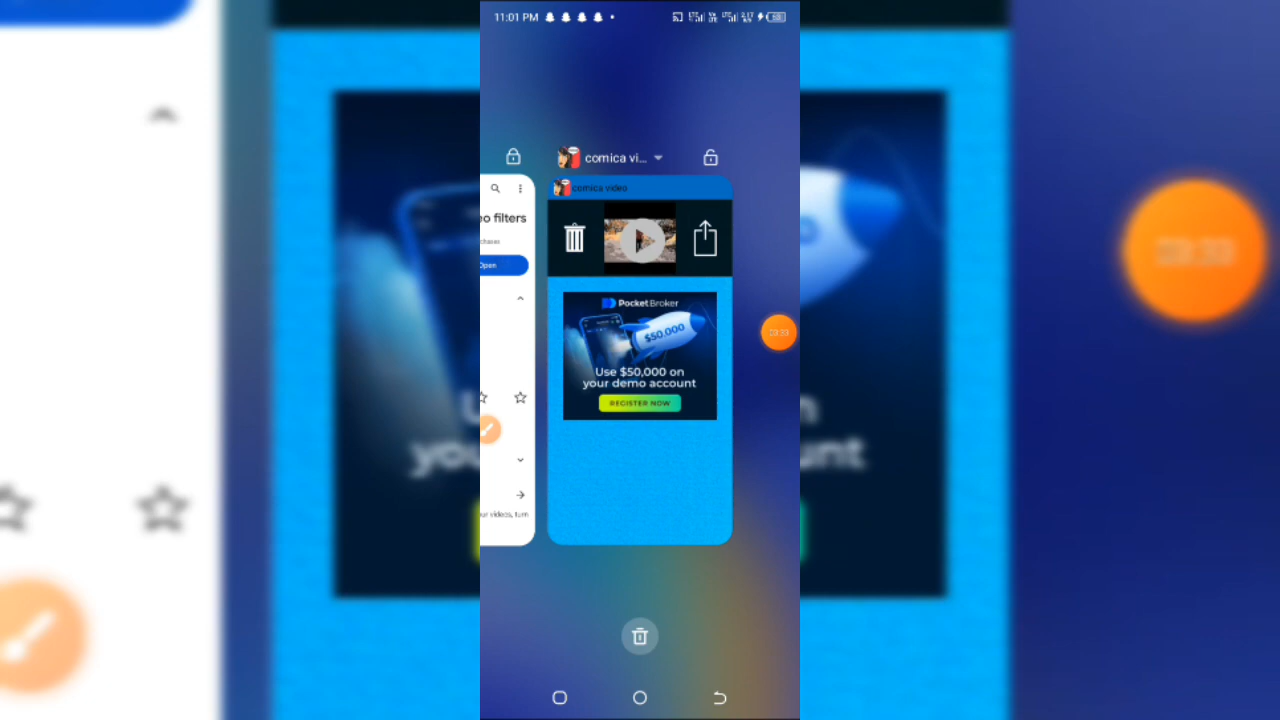 11:01 PM
comica vi...
comica video
eo filters
chases
Open
PocketBroker
$50.000
Use $50,000 on
your demo account
REGISTER NOW
our videos, turn